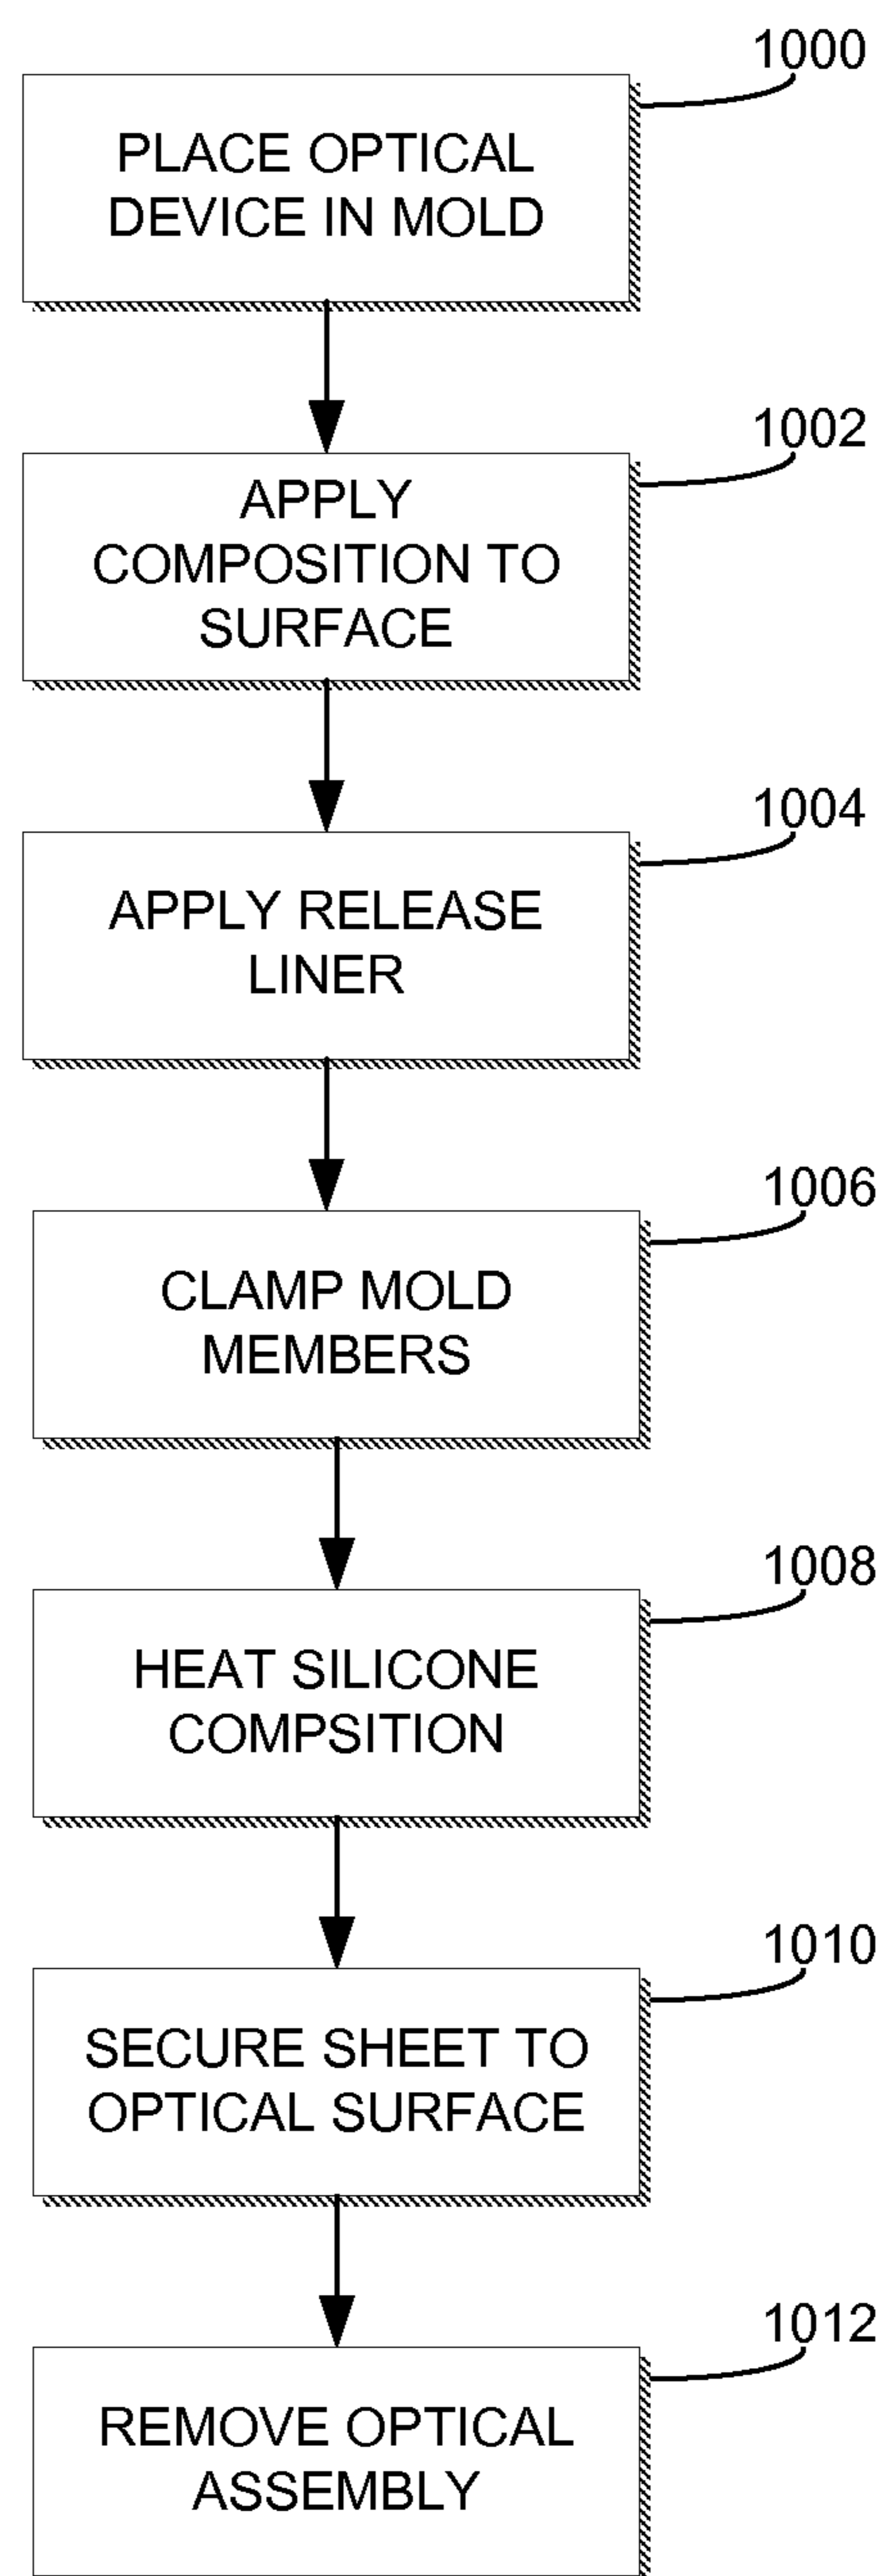 1000
PLACE OPTICAL
DEVICE IN MOLD
1002
APPLY
COMPOSITION TO
SURFACE
1004
APPLY RELEASE
LINER
1006
CLAMP MOLD
MEMBERS
1008
HEAT SILICONE
COMPSITION
1010
SECURE SHEET TO
OPTICAL SURFACE
1012
REMOVE OPTICAL
ASSEMBLY